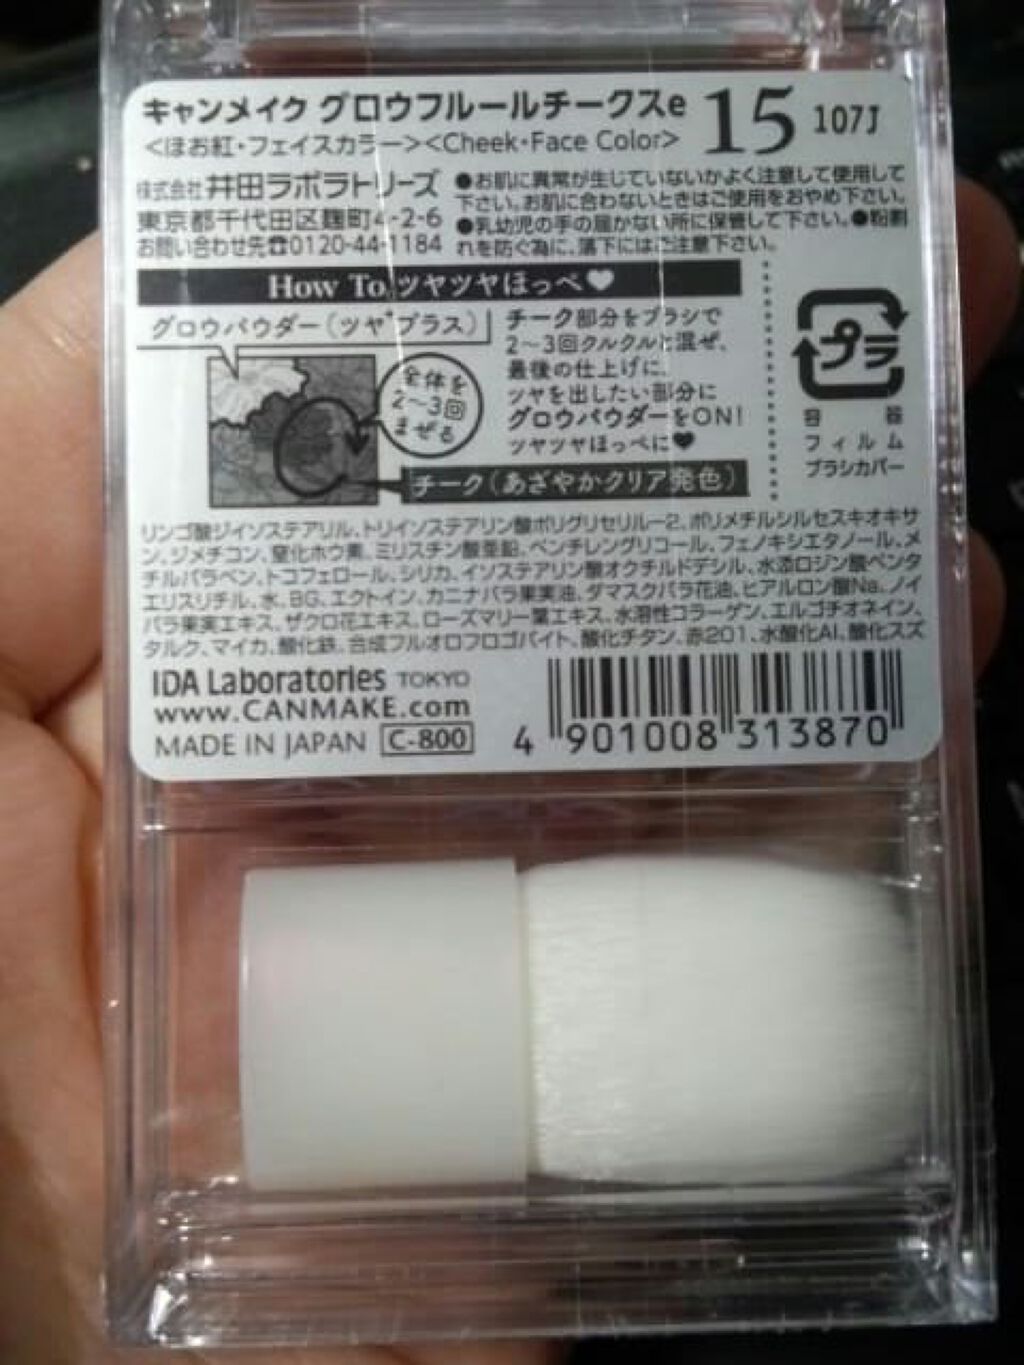 キャンメイク グロウフルールチークスe 15 107J
<ほお紅・フェイスカラー><Cheek・Face Color>
株式会社 井田ラボラトリーズ
東京都千代田区麹町4-2-6
お問い合わせ先☎0120-44-1184
●お肌に異常が生じていないかよく注意して使用して
下さい。お肌に合わないときはご使用をおやめ下さい。
●乳幼児の手の届かない所に保管して下さい。●粉割
れを防ぐ為に、落下にはご注意下さい。
How To ツヤツヤほっぺ♥
グロウパウダー(ツヤ+プラス)
全体を
2〜3回
まぜる
チーク部分をブラシで
2〜3回クルクルと混ぜ、
最後の仕上げに、
ツヤを出したい部分に
グロウパウダーをON!
ツヤツヤほっぺに♥
チーク(あざやかクリア発色)
プラ
容器
フィルム
ブラシカバー
リンゴ酸ジイソステアリル、トリイソステアリン酸ポリグリセリル-2、ポリメチルシルセスキオキサ
ン、ジメチコン、窒化ホウ素、ミリスチン酸亜鉛、ペンチレングリコール、フェノキシエタノール、メ
チルパラベン、トコフェロール、シリカ、イソステアリン酸オクチルドデシル、水添ロジン酸ペンタ
エリスリチル、水、BG、エクトイン、カニナバラ果実油、ダマスクバラ花油、ヒアルロン酸Na、ノイ
バラ果実エキス、ザクロ花エキス、ローズマリー葉エキス、水溶性コラーゲン、エルゴチオネイン、
タルク、マイカ、酸化鉄、合成フルオロフロゴパイト、酸化チタン、赤201、水酸化Al、酸化スズ
IDA Laboratories TOKYO
www.CANMAKE.com
MADE IN JAPAN C-800
4 901008 313870